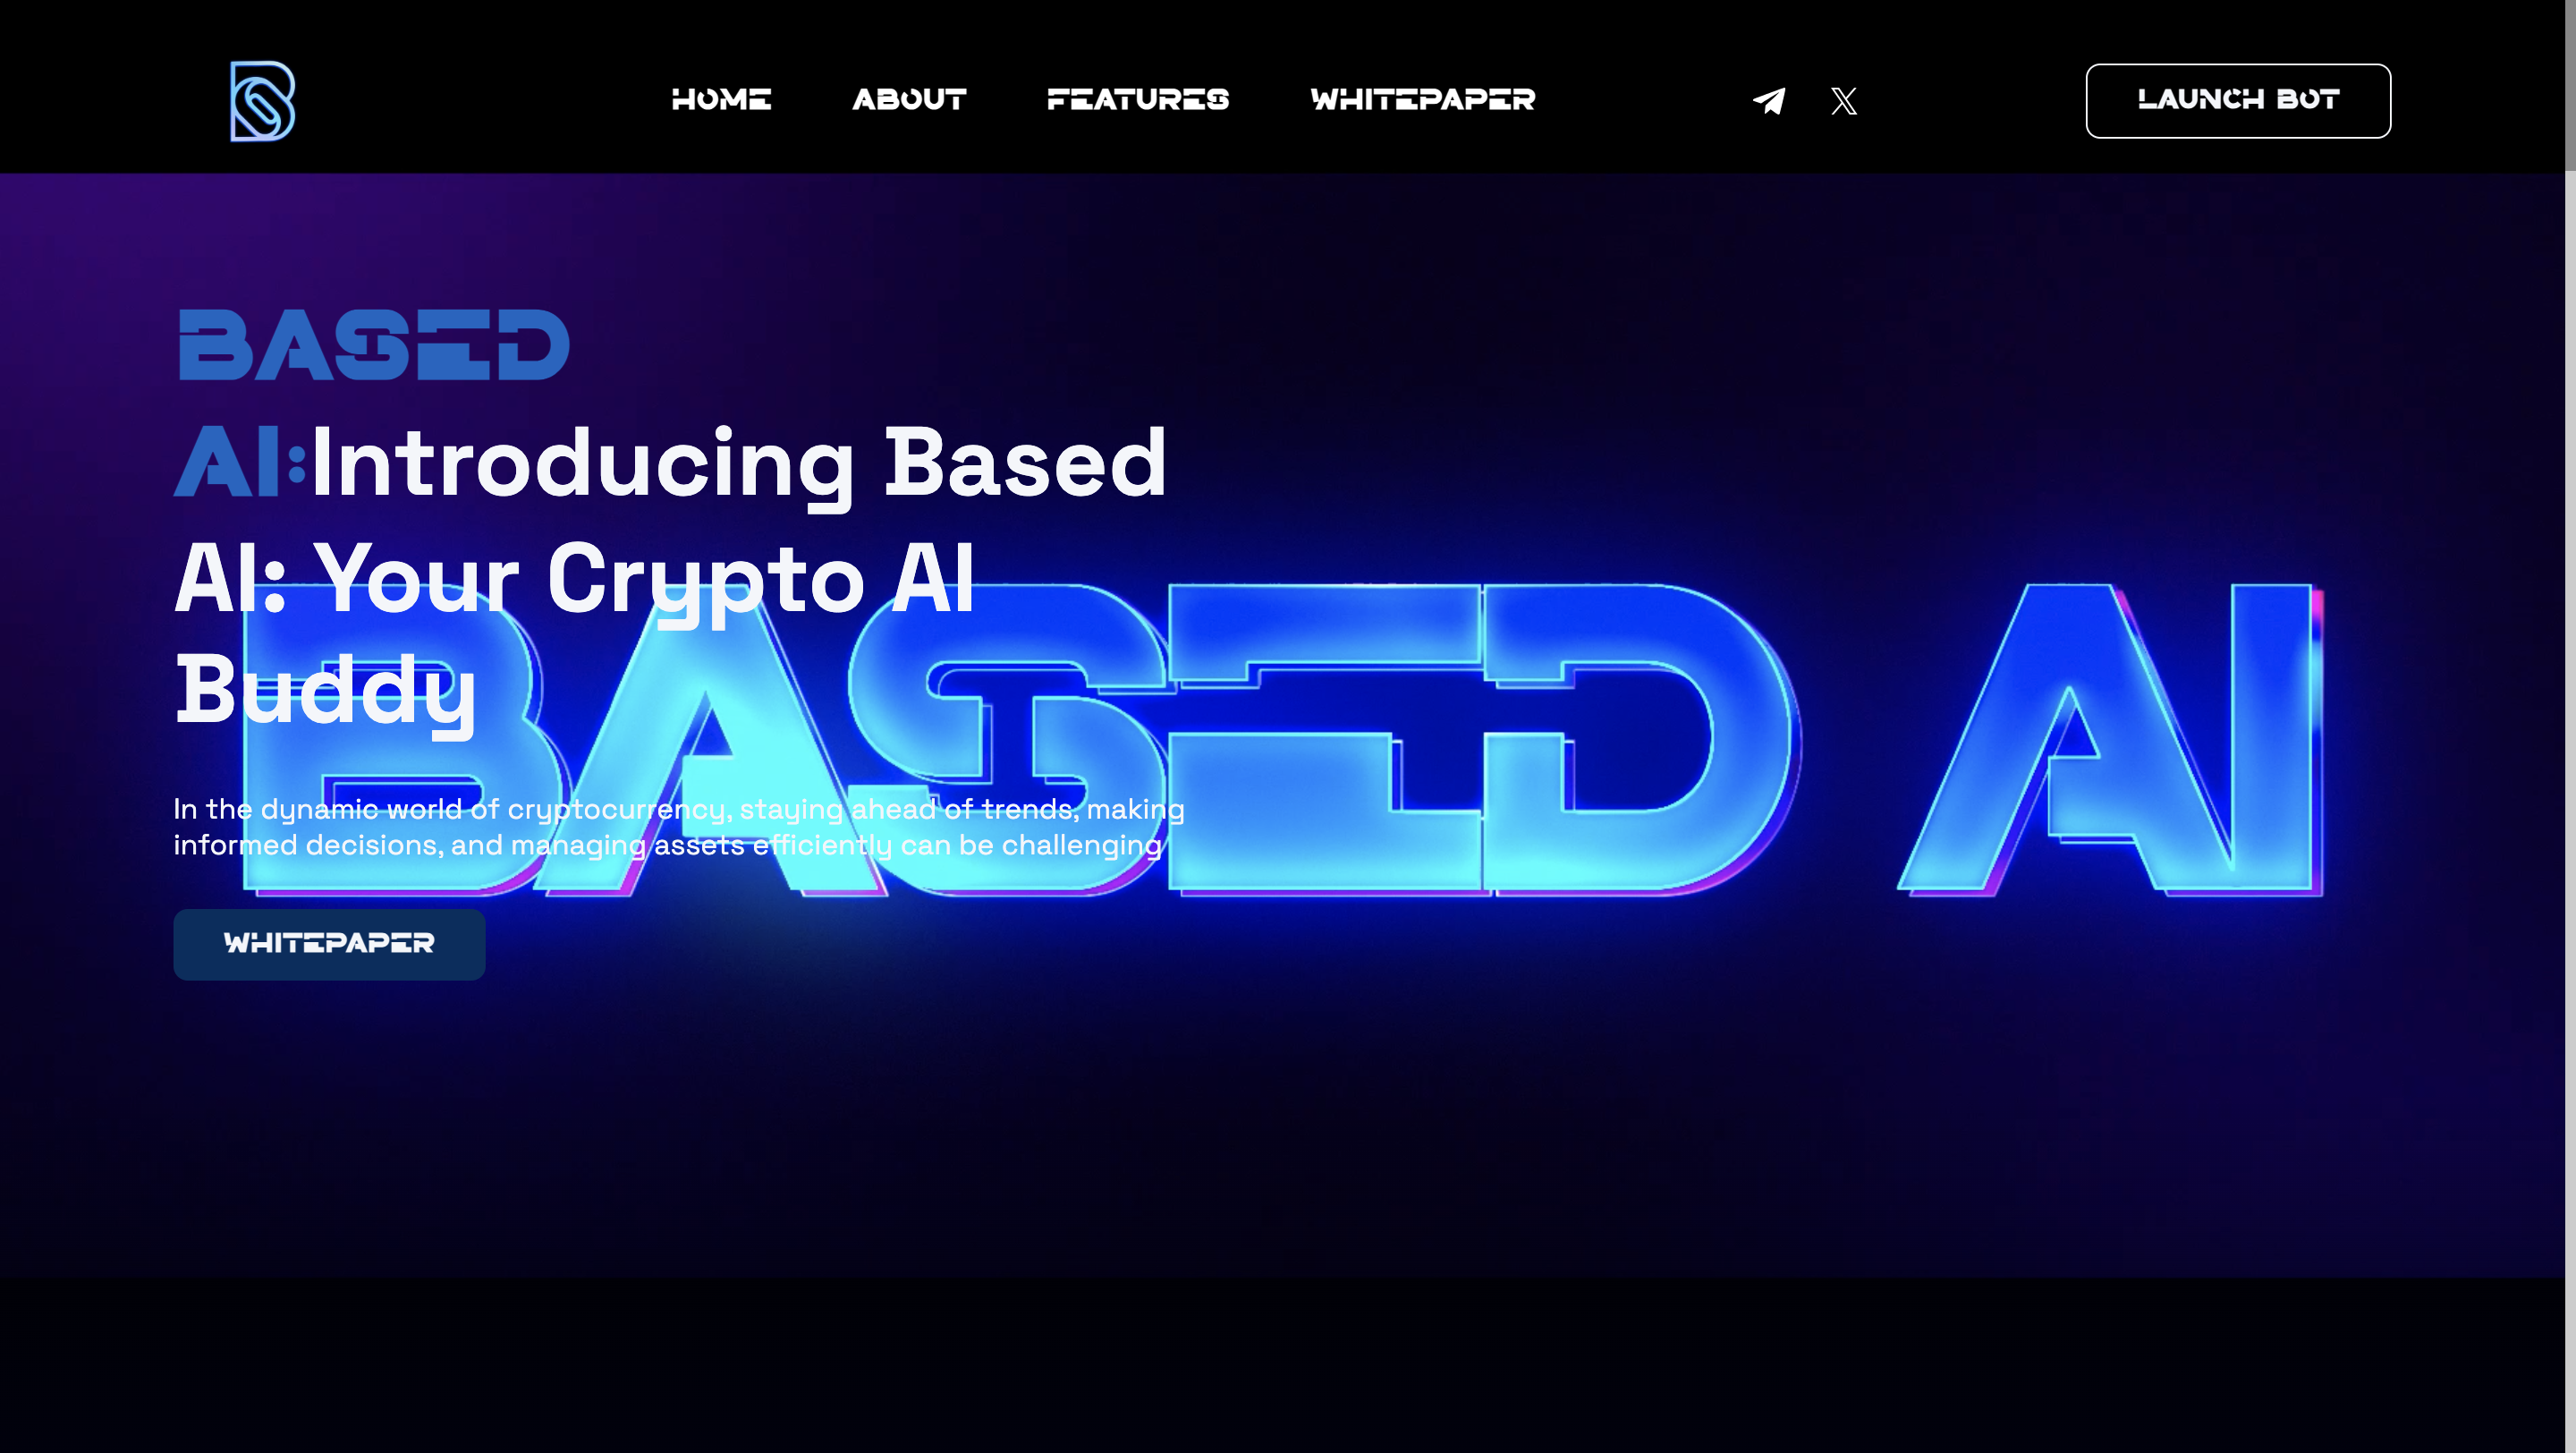 HOME ABOUT FEATURES WHITEPAPER LAUNCH BOT
BASED
AI:Introducing Based
AI: Your Crypto AI
Buddy
BASED AI
In the dynamic world of cryptocurrency, staying ahead of trends, making
informed decisions, and managing assets efficiently can be challenging
WHITEPAPER